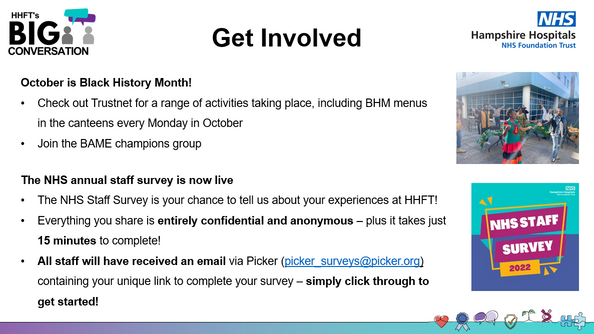 HHFT's
BIG
CONVERSATION
Get Involved
NHS
Hampshire Hospitals
NHS Foundation Trust
October is Black History Month!
• Check out Trustnet for a range of activities taking place, including BHM menus
in the canteens every Monday in October
• Join the BAME champions group
The NHS annual staff survey is now live
• The NHS Staff Survey is your chance to tell us about your experiences at HHFT!
• Everything you share is entirely confidential and anonymous – plus it takes just
15 minutes to complete!
• All staff will have received an email via Picker (picker_surveys@picker.org)
containing your unique link to complete your survey – simply click through to
get started!
NHS
Hampshire Hospitals
NHS STAFF
SURVEY
2022